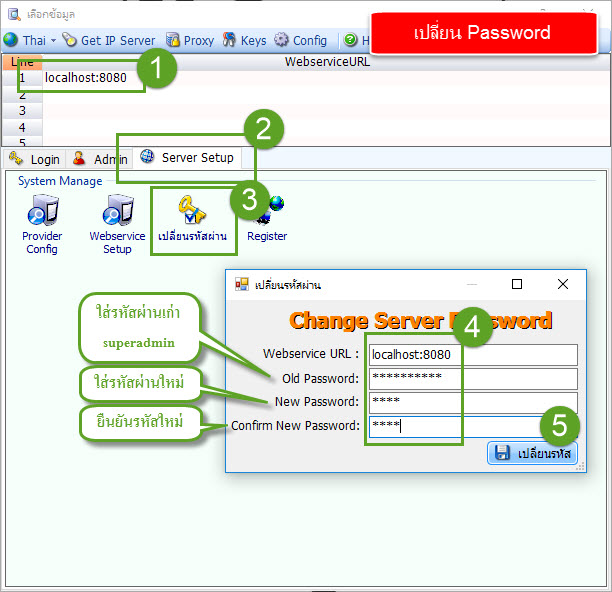 เลือกข้อมูล
Thai Get IP Server Proxy Keys Config
เปลี่ยน Password
Line WebserviceURL
1 localhost:8080
1
2
3
4
5
2
Login Admin Server Setup
System Manage
3
Provider Config
Webservice Setup
เปลี่ยนรหัสผ่าน
Register
เปลี่ยนรหัสผ่าน
Change Server
4
ใส่รหัสผ่านเก่า
superadmin
ใส่รหัสผ่านใหม่
ยืนยันรหัสใหม่
Webservice URL : localhost:8080
Old Password: **********
New Password: ****
Confirm New Password: ****
5
เปลี่ยนรหัส